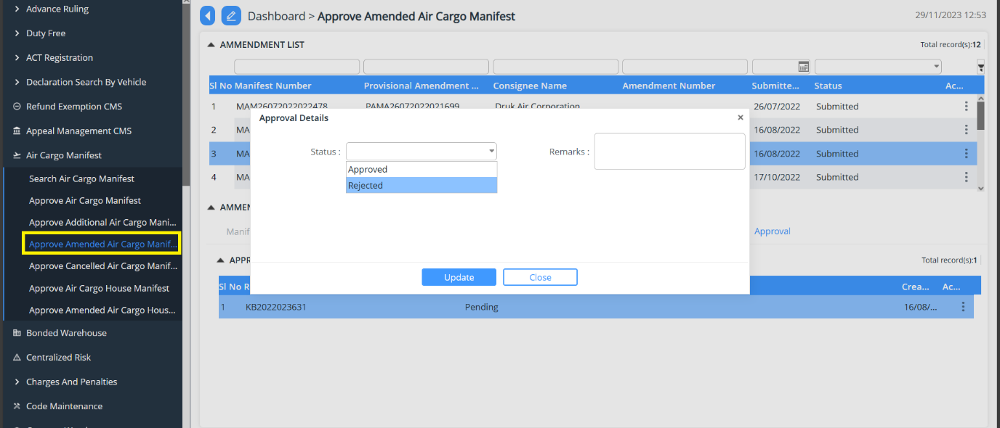 Advance Ruling
Duty Free
ACT Registration
Declaration Search By Vehicle
Refund Exemption CMS
Appeal Management CMS
Air Cargo Manifest
Search Air Cargo Manifest
Approve Air Cargo Manifest
Approve Additional Air Cargo Mani...
Approve Amended Air Cargo Manif...
Approve Cancelled Air Cargo Manif...
Approve Air Cargo House Manifest
Approve Amended Air Cargo Hous...
Bonded Warehouse
Centralized Risk
Charges And Penalties
Code Maintenance
Dashboard > Approve Amended Air Cargo Manifest
29/11/2023 12:53
AMMENDMENT LIST
Total record(s):12
Sl No Manifest Number Provisional Amendment ... Consignee Name Amendment Number Submitte... Status Ac...
1 MAM26072022022478 PAMA26072022021699 Druk Air Corporation 26/07/2022 Submitted
2 MA 16/08/2022 Submitted
3 MA 16/08/2022 Submitted
4 MA 17/10/2022 Submitted
Approval Details
×
Status :
Approved
Rejected
Remarks :
Update
Close
AMMEN
Manif
Approval
APPR
Total record(s):1
Sl No R Crea... Ac...
1 KB2022023631 Pending 16/08/...